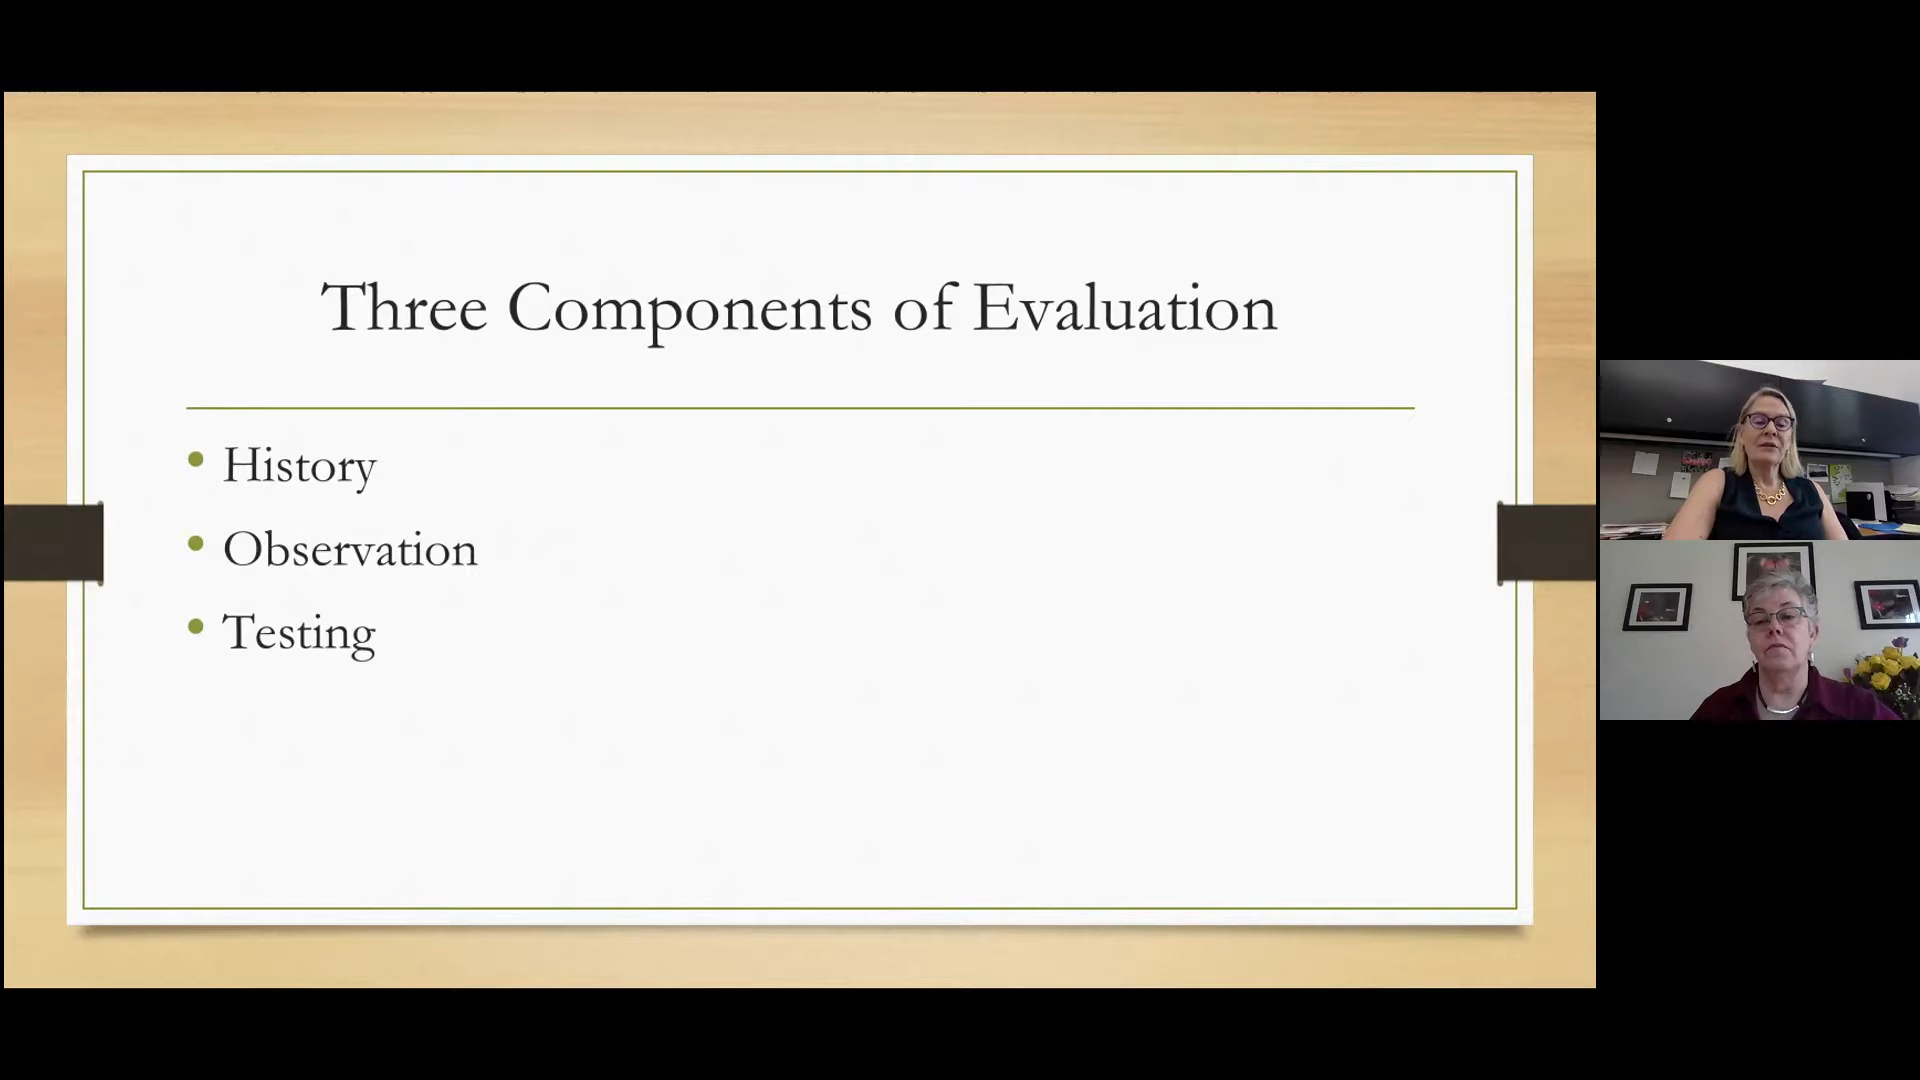 Three Components of Evaluation
• History
• Observation
• Testing